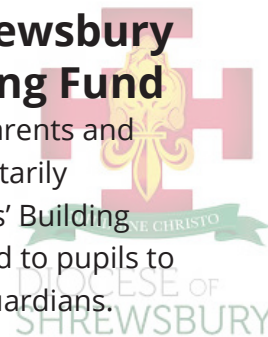 ewsbury
ng Fund
arents and
tarily
s' Building
d to pupils to
uardians.
NE CHRISTO
DIOCESE OF
SHREWSBURY